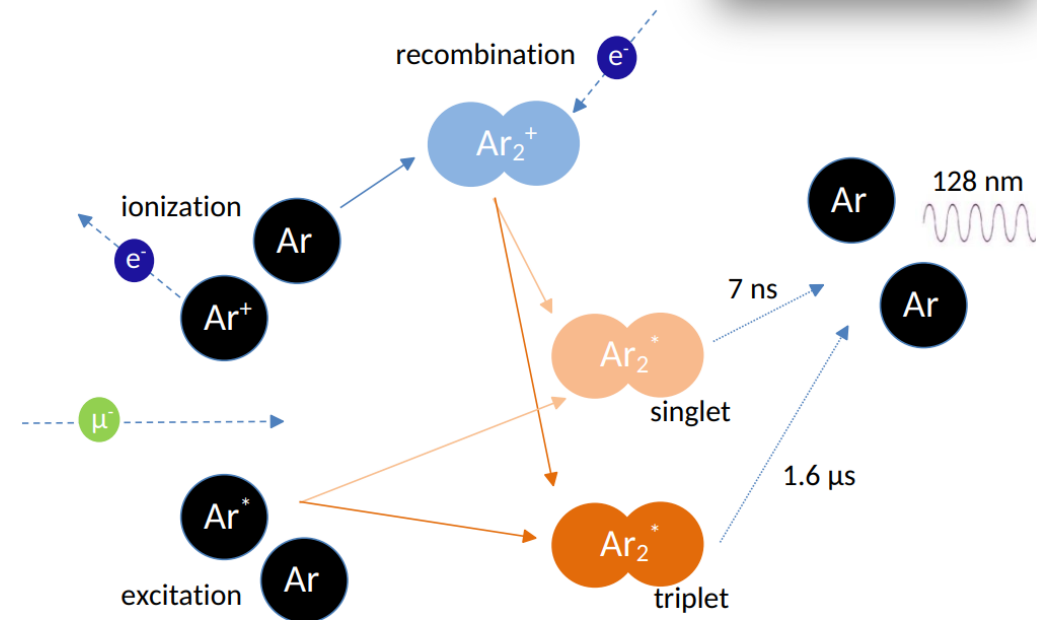 recombination
e⁻
Ar₂⁺
ionization
Ar
e⁻
Ar⁺
Ar
128 nm
Ar
7 ns
Ar₂*
singlet
μ⁻
1.6 μs
Ar*
Ar
excitation
Ar₂*
triplet